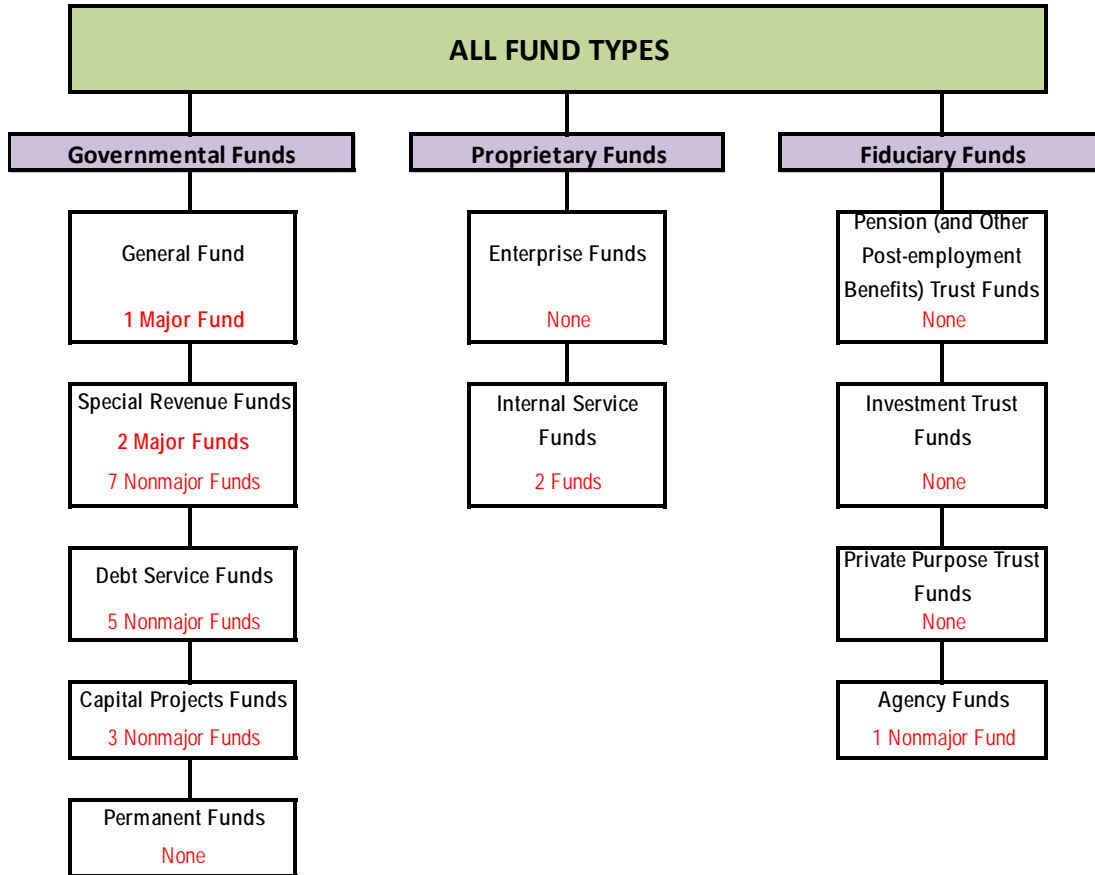 ALL FUND TYPES
Governmental Funds
General Fund
1 Major Fund
Special Revenue Funds
2 Major Funds
7 Nonmajor Funds
Debt Service Funds
5 Nonmajor Funds
Capital Projects Funds
3 Nonmajor Funds
Permanent Funds
None
Proprietary Funds
Enterprise Funds
None
Internal Service
Funds
2 Funds
Fiduciary Funds
Pension (and Other
Post-employment
Benefits) Trust Funds
None
Investment Trust
Funds
None
Private Purpose Trust
Funds
None
Agency Funds
1 Nonmajor Fund